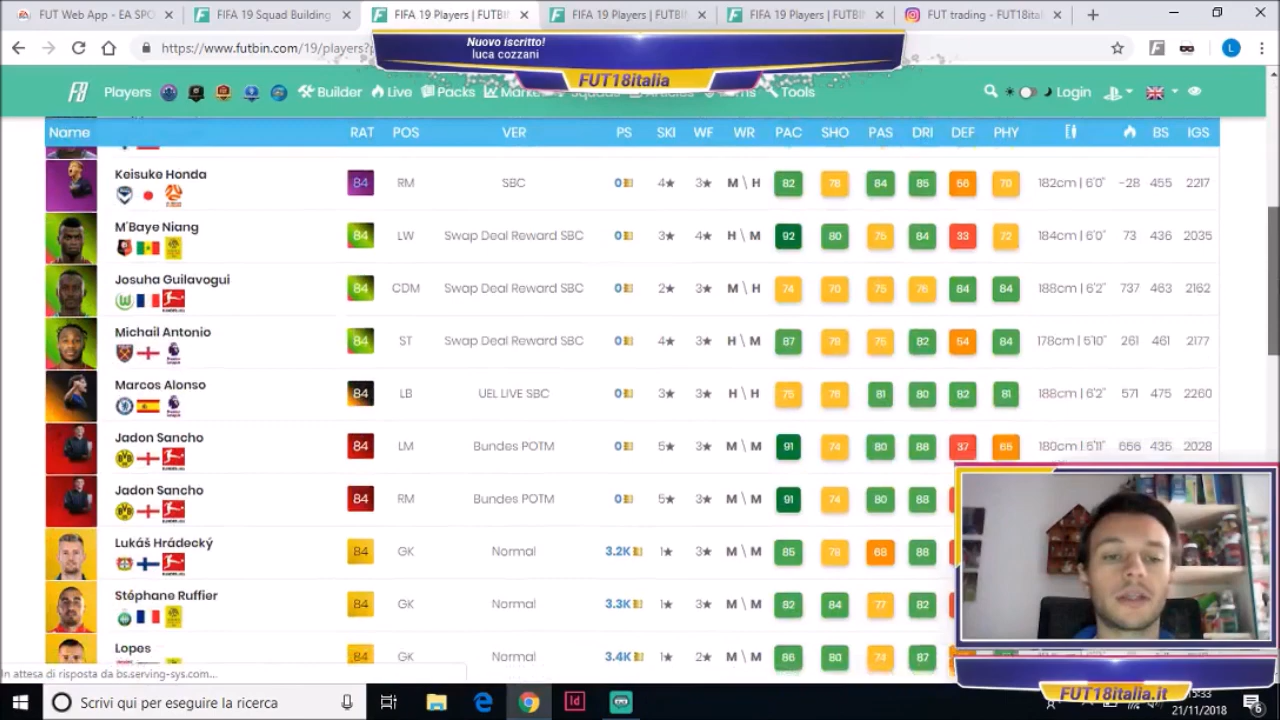 FUT Web App - EA SPO
FIFA 19 Squad Building
FIFA 19 Players | FUTBIN
FIFA 19 Players | FUTBIN
FIFA 19 Players | FUTBIN
FUT trading - FUT18ital
https://www.futbin.com/19/players?p
Nuovo iscritto!
luca cozzani
FUT18italia
Players Builder Live Packs Tools
Login
Name RAT POS VER PS SKI WF WR PAC SHO PAS DRI DEF PHY BS IGS
Keisuke Honda 84 RM SBC 0 4★ 3★ M \ H 82 78 84 85 66 70 182cm | 6'0" -28 455 2217
M'Baye Niang 84 LW Swap Deal Reward SBC 0 3★ 4★ H \ M 92 80 75 84 33 72 184cm | 6'0" 73 436 2035
Josuha Guilavogui 84 CDM Swap Deal Reward SBC 0 2★ 3★ M \ H 74 70 75 76 84 84 188cm | 6'2" 737 463 2162
Michail Antonio 84 ST Swap Deal Reward SBC 0 4★ 3★ H \ M 87 78 75 82 54 84 178cm | 5'10" 261 461 2177
Marcos Alonso 84 LB UEL LIVE SBC 0 3★ 3★ H \ H 75 76 81 80 82 81 188cm | 6'2" 571 475 2260
Jadon Sancho 84 LM Bundes POTM 0 5★ 3★ M \ M 91 74 80 88 37 65 180cm | 5'11" 666 435 2028
Jadon Sancho 84 RM Bundes POTM 0 5★ 3★ M \ M 91 74 80 88
Lukáš Hrádecký 84 GK Normal 3.2K 1★ 3★ M \ M 85 78 68 88
Stéphane Ruffier 84 GK Normal 3.3K 1★ 3★ M \ M 82 84 77 82
Lopes 84 GK Normal 3.4K 1★ 2★ M \ M 86 80 74 87
In attesa di risposta da bs.serving-sys.com...
FUT18italia.it
Scrivi qui per eseguire la ricerca
5:33
21/11/2018
6